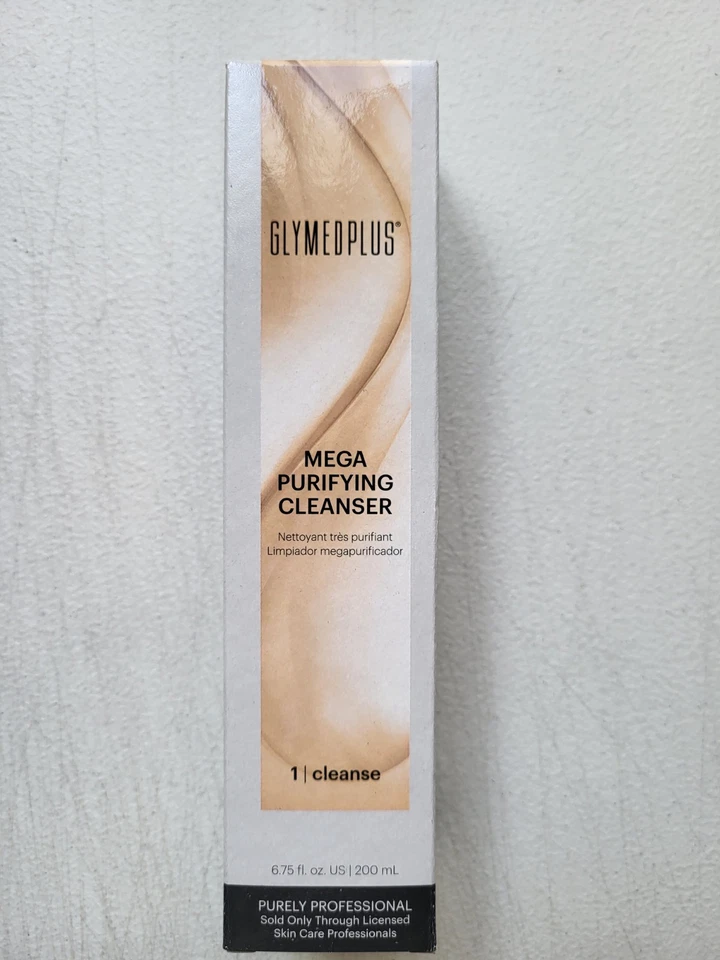 GLYMEDPLUS®
MEGA
PURIFYING
CLEANSER
Nettoyant très purifiant
Limpiador megapurificador
1 | cleanse
6.75 fl. oz. US | 200 mL
PURELY PROFESSIONAL
Sold Only Through Licensed
Skin Care Professionals